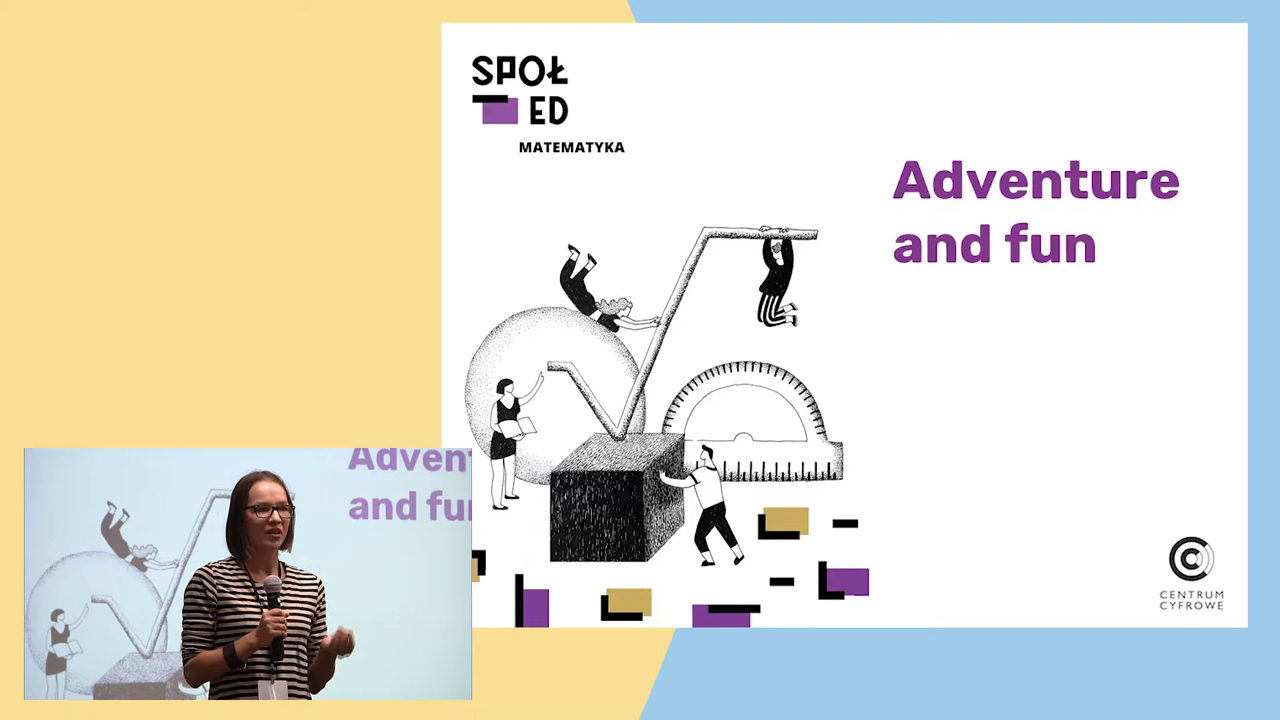 SPOŁ
ED
MATEMATYKA
Adventure
and fun
CENTRUM
CYFROWE
Advent
and fu